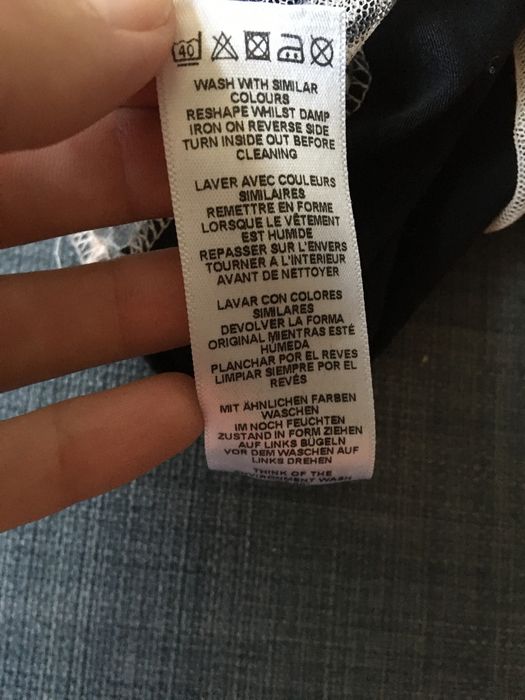 40
WASH WITH SIMILAR
COLOURS
RESHAPE WHILST DAMP
IRON ON REVERSE SIDE
TURN INSIDE OUT BEFORE
CLEANING
LAVER AVEC COULEURS
SIMILAIRES
REMETTRE EN FORME
LORSQUE LE VÊTEMENT
EST HUMIDE
REPASSER SUR L'ENVERS
TOURNER A L'INTERIEUR
AVANT DE NETTOYER
LAVAR CON COLORES
SIMILARES
DEVOLVER LA FORMA
ORIGINAL MIENTRAS ESTÉ
HÚMEDA
PLANCHAR POR EL REVES
LIMPIAR SIEMPRE POR EL
REVÉS
MIT ÄHNLICHEN FARBEN
WASCHEN
IM NOCH FEUCHTEN
ZUSTAND IN FORM ZIEHEN
AUF LINKS BÜGELN
VOR DEM WASCHEN AUF
LINKS DREHEN
THINK OF THE
ENVIRONMENT WASH